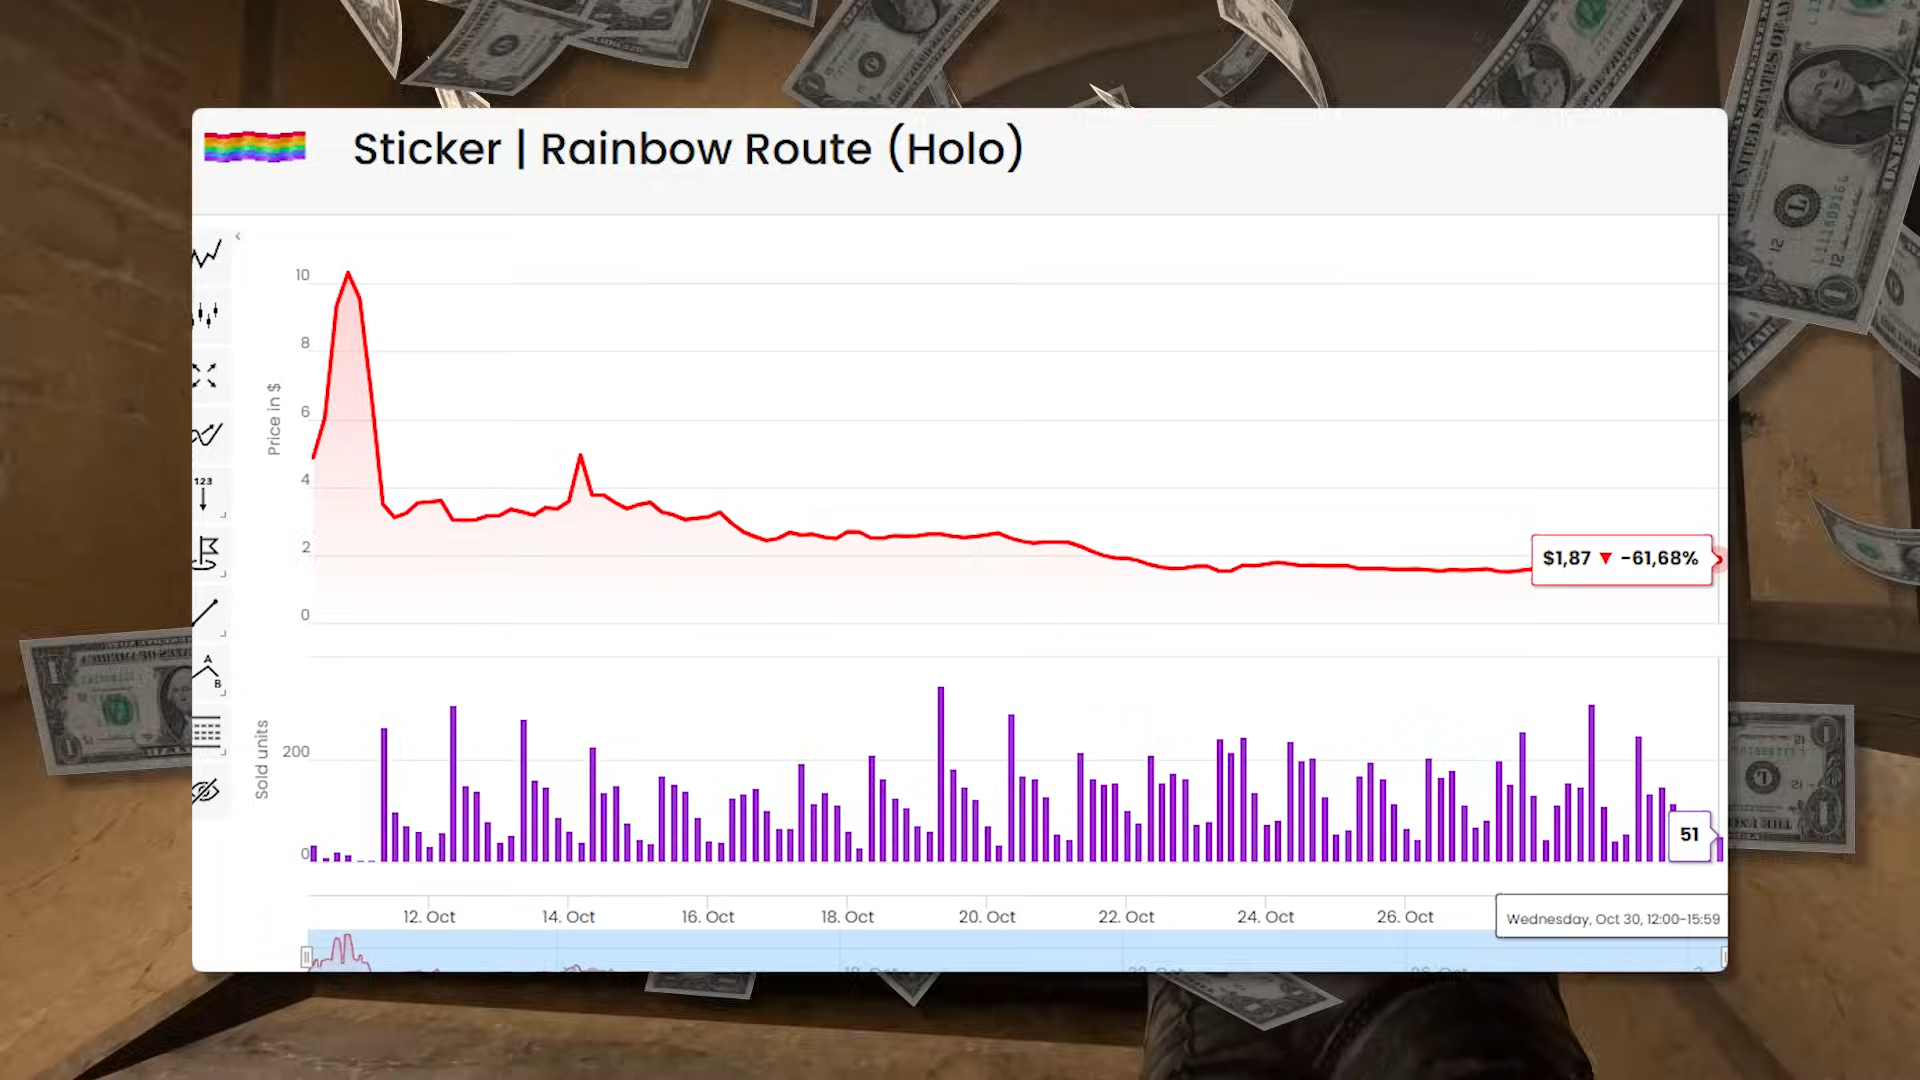 Sticker | Rainbow Route (Holo)
10
8
6
4
2
0
Price in $
$1,87 ▼ -61,68%
123
A
B
Sold units
200
0
51
12. Oct
14. Oct
16. Oct
18. Oct
20. Oct
22. Oct
24. Oct
26. Oct
Wednesday, Oct 30, 12:00-15:59